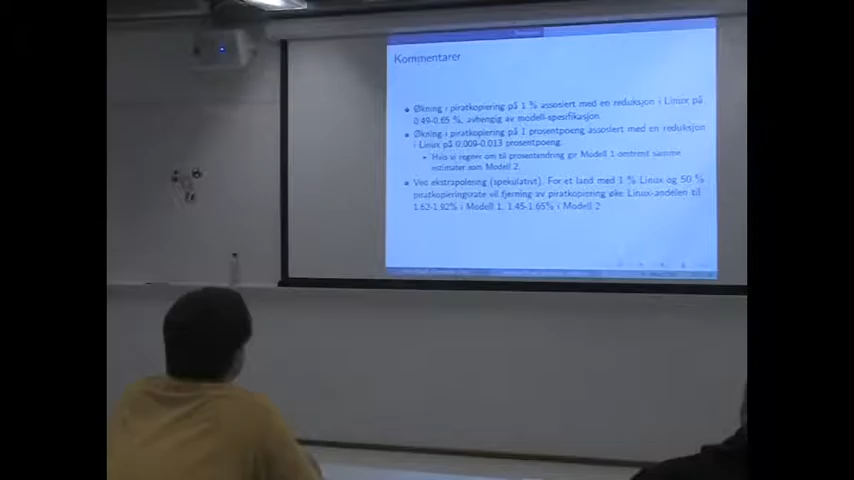 Kommentarer
Økning i piratkopiering på 1 % assosiert med en reduksjon i Linux på
0.49-0.65 %, avhengig av modell-spesifikasjon.
Økning i piratkopiering på 1 prosentpoeng assosiert med en reduksjon
i Linux på 0.009-0.013 prosentpoeng.
Hvis vi regner om til prosentendring gir Modell 1 omtrent samme
estimater som Modell 2.
Ved ekstrapolering (spekulativt): For et land med 1 % Linux og 50 %
piratkopieringsrate vil fjerning av piratkopiering øke Linux-andelen til
1.62-1.92% i Modell 1, 1.45-1.65% i Modell 2